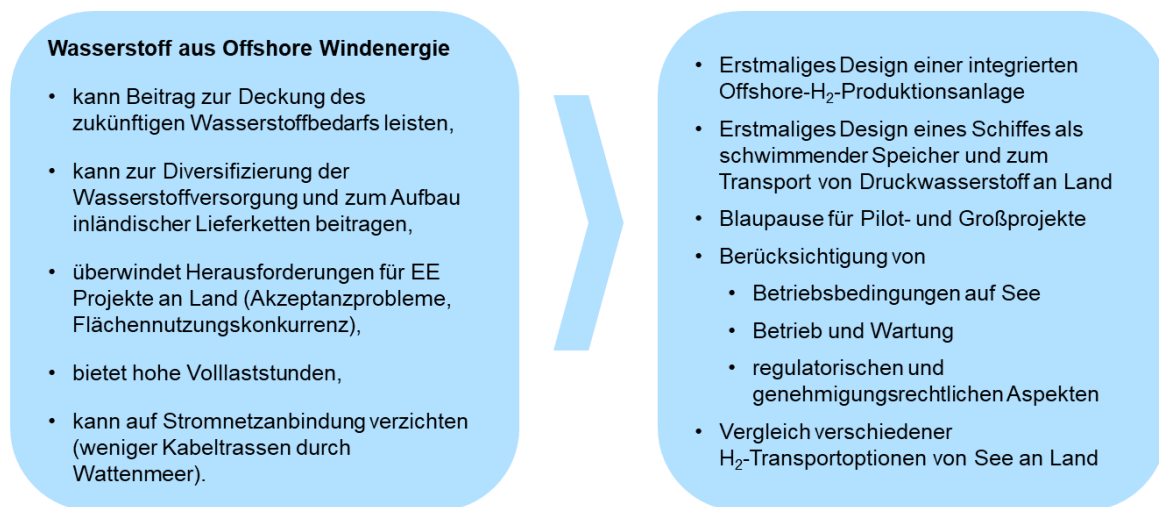 Wasserstoff aus Offshore Windenergie
• kann Beitrag zur Deckung des
zukünftigen Wasserstoffbedarfs leisten,
• kann zur Diversifizierung der
Wasserstoffversorgung und zum Aufbau
inländischer Lieferketten beitragen,
• überwindet Herausforderungen für EE
Projekte an Land (Akzeptanzprobleme,
Flächennutzungskonkurrenz),
• bietet hohe Volllaststunden,
• kann auf Stromnetzanbindung verzichten
(weniger Kabeltrassen durch
Wattenmeer).
• Erstmaliges Design einer integrierten
Offshore-H₂-Produktionsanlage
• Erstmaliges Design eines Schiffes als
schwimmender Speicher und zum
Transport von Druckwasserstoff an Land
• Blaupause für Pilot- und Großprojekte
• Berücksichtigung von
• Betriebsbedingungen auf See
• Betrieb und Wartung
• regulatorischen und
genehmigungsrechtlichen Aspekten
• Vergleich verschiedener
H₂-Transportoptionen von See an Land